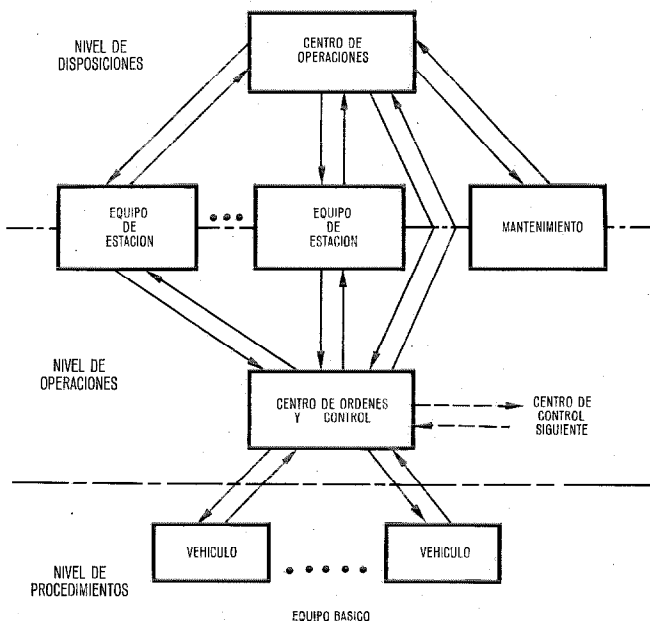 NIVEL DE
DISPOSICIONES
CENTRO DE
OPERACIONES
EQUIPO
DE
ESTACION
EQUIPO
DE
ESTACION
MANTENIMIENTO
NIVEL DE
OPERACIONES
CENTRO DE ORDENES
Y CONTROL
CENTRO DE
CONTROL
SIGUIENTE
VEHICULO
VEHICULO
NIVEL DE
PROCEDIMIENTOS
EQUIPO BASICO